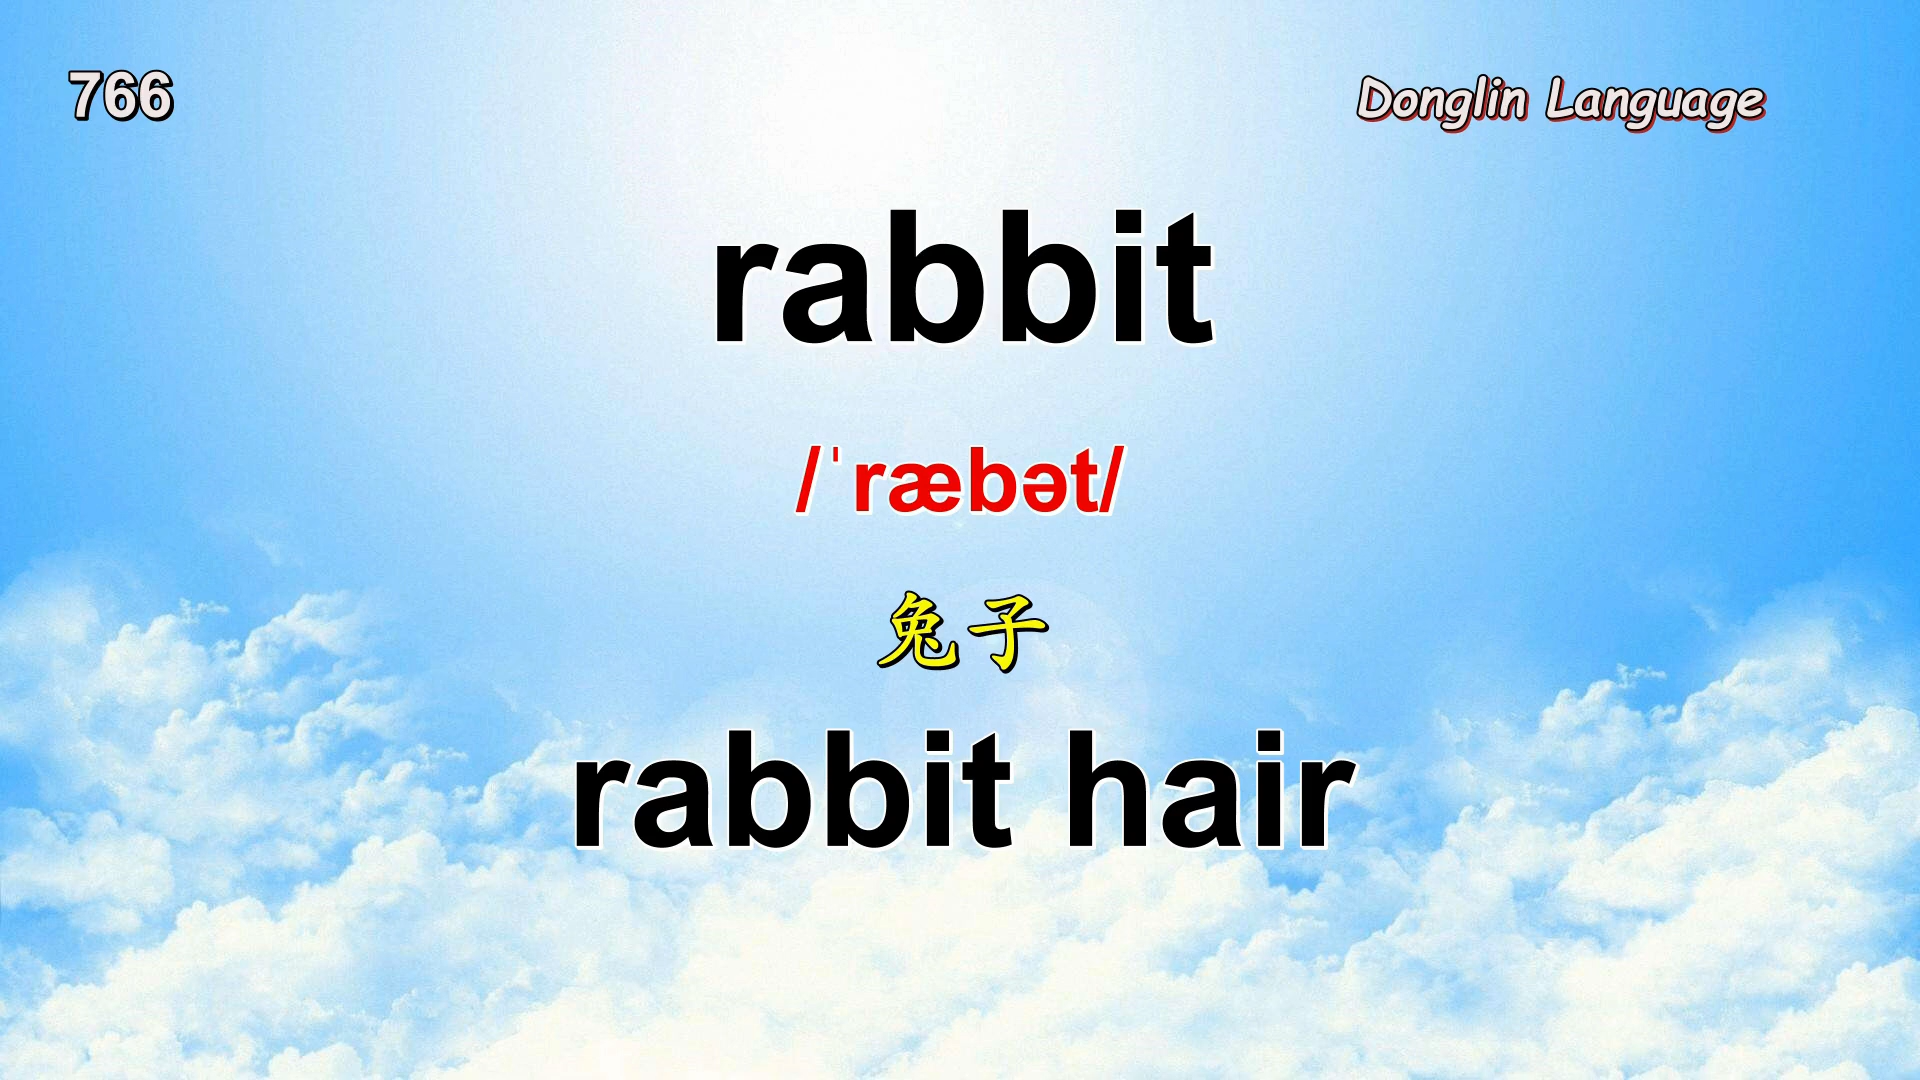 766
Donglin Language
rabbit
/ˈræbət/
兔子
rabbit hair